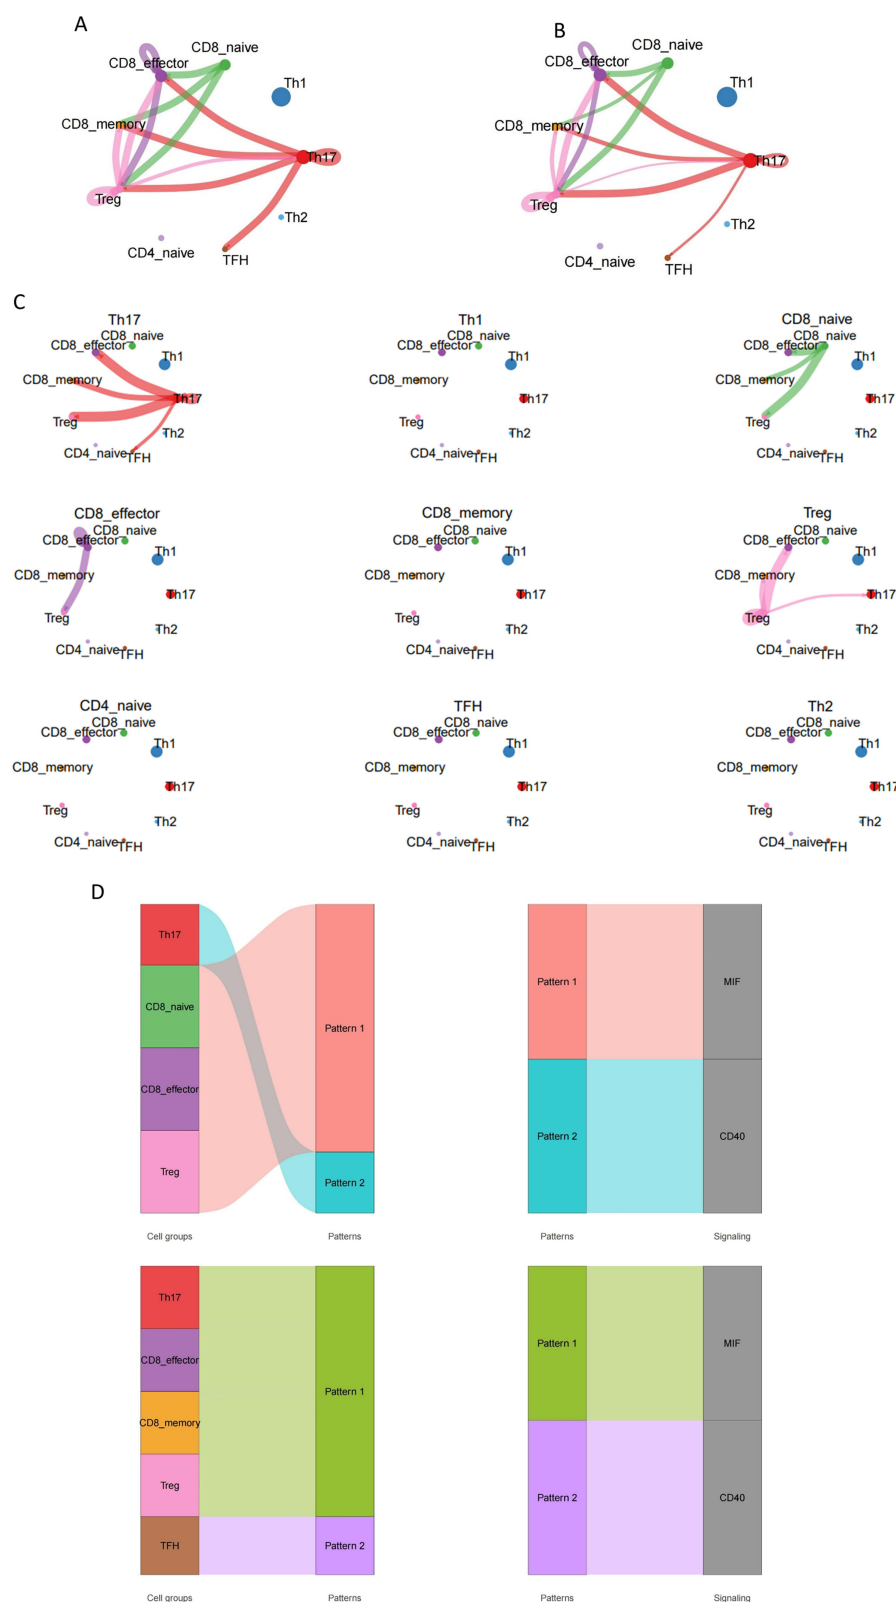 A
B
CD8_naive
CD8_effector
Th1
CD8_memory
Th17
Treg
Th2
CD4_naive
TFH
CD8_naive
CD8_effector
Th1
CD8_memory
Th17
Treg
Th2
CD4_naive
TFH
C
Th17
CD8_naive
CD8_effector
Th1
CD8_memory
Th17
Treg
Th2
CD4_naive
TFH
Th1
CD8_naive
CD8_effector
Th1
CD8_memory
Th17
Treg
Th2
CD4_naive
TFH
CD8_naive
CD8_naive
CD8_effector
Th1
CD8_memory
Th17
Treg
Th2
CD4_naive
TFH
CD8_effector
CD8_naive
CD8_effector
Th1
CD8_memory
Th17
Treg
Th2
CD4_naive
TFH
CD8_memory
CD8_naive
CD8_effector
Th1
CD8_memory
Th17
Treg
Th2
CD4_naive
TFH
Treg
CD8_naive
CD8_effector
Th1
CD8_memory
Th17
Treg
Th2
CD4_naive
TFH
CD4_naive
CD8_naive
CD8_effector
Th1
CD8_memory
Th17
Treg
Th2
CD4_naive
TFH
TFH
CD8_naive
CD8_effector
Th1
CD8_memory
Th17
Treg
Th2
CD4_naive
TFH
Th2
CD8_naive
CD8_effector
Th1
CD8_memory
Th17
Treg
Th2
CD4_naive
TFH
D
Th17
CD8_naive
CD8_effector
Treg
Pattern 1
Pattern 2
Cell groups
Patterns
Pattern 1
Pattern 2
MIF
CD40
Patterns
Signaling
Th17
CD8_effector
CD8_memory
Treg
TFH
Pattern 1
Pattern 2
Cell groups
Patterns
Pattern 1
Pattern 2
MIF
CD40
Patterns
Signaling